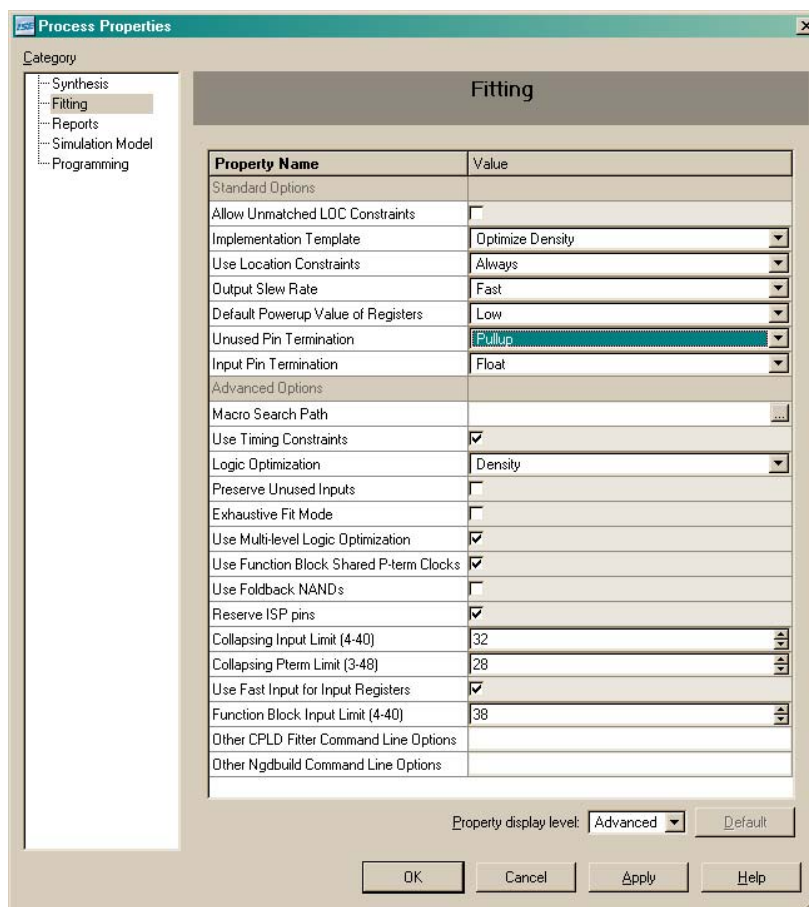 ISE Process Properties
Category
Synthesis
Fitting
Reports
Simulation Model
Programming
Fitting
Property Name Value
Standard Options
Allow Unmatched LOC Constraints
Implementation Template Optimize Density
Use Location Constraints Always
Output Slew Rate Fast
Default Powerup Value of Registers Low
Unused Pin Termination Pullup
Input Pin Termination Float
Advanced Options
Macro Search Path ...
Use Timing Constraints
Logic Optimization Density
Preserve Unused Inputs
Exhaustive Fit Mode
Use Multi-level Logic Optimization
Use Function Block Shared P-term Clocks
Use Foldback NANDs
Reserve ISP pins
Collapsing Input Limit (4-40) 32
Collapsing Pterm Limit (3-48) 28
Use Fast Input for Input Registers
Function Block Input Limit (4-40) 38
Other CPLD Fitter Command Line Options
Other Ngdbuild Command Line Options
Property display level: Advanced Default
OK Cancel Apply Help